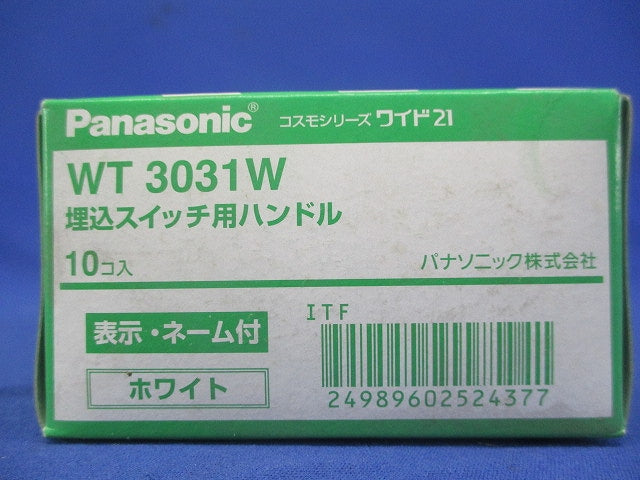 Panasonic® コスモシリーズ ワイド21
WT 3031W
埋込スイッチ用ハンドル
10コ入 パナソニック株式会社
表示・ネーム付
ITF
ホワイト
24989602524377